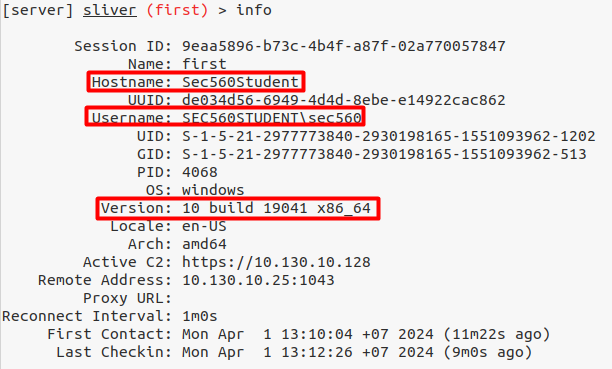 [server] sliver (first) > info
Session ID: 9eaa5896-b73c-4b4f-a87f-02a770057847
Name: first
Hostname: Sec560Student
UUID: de034d56-6949-4d4d-8ebe-e14922cac862
Username: SEC560STUDENT\sec560
UID: S-1-5-21-2977773840-2930198165-1551093962-1202
GID: S-1-5-21-2977773840-2930198165-1551093962-513
PID: 4068
OS: windows
Version: 10 build 19041 x86_64
Locale: en-US
Arch: amd64
Active C2: https://10.130.10.128
Remote Address: 10.130.10.25:1043
Proxy URL:
Reconnect Interval: 1m0s
First Contact: Mon Apr  1 13:10:04 +07 2024 (11m22s ago)
Last Checkin: Mon Apr  1 13:12:26 +07 2024 (9m0s ago)